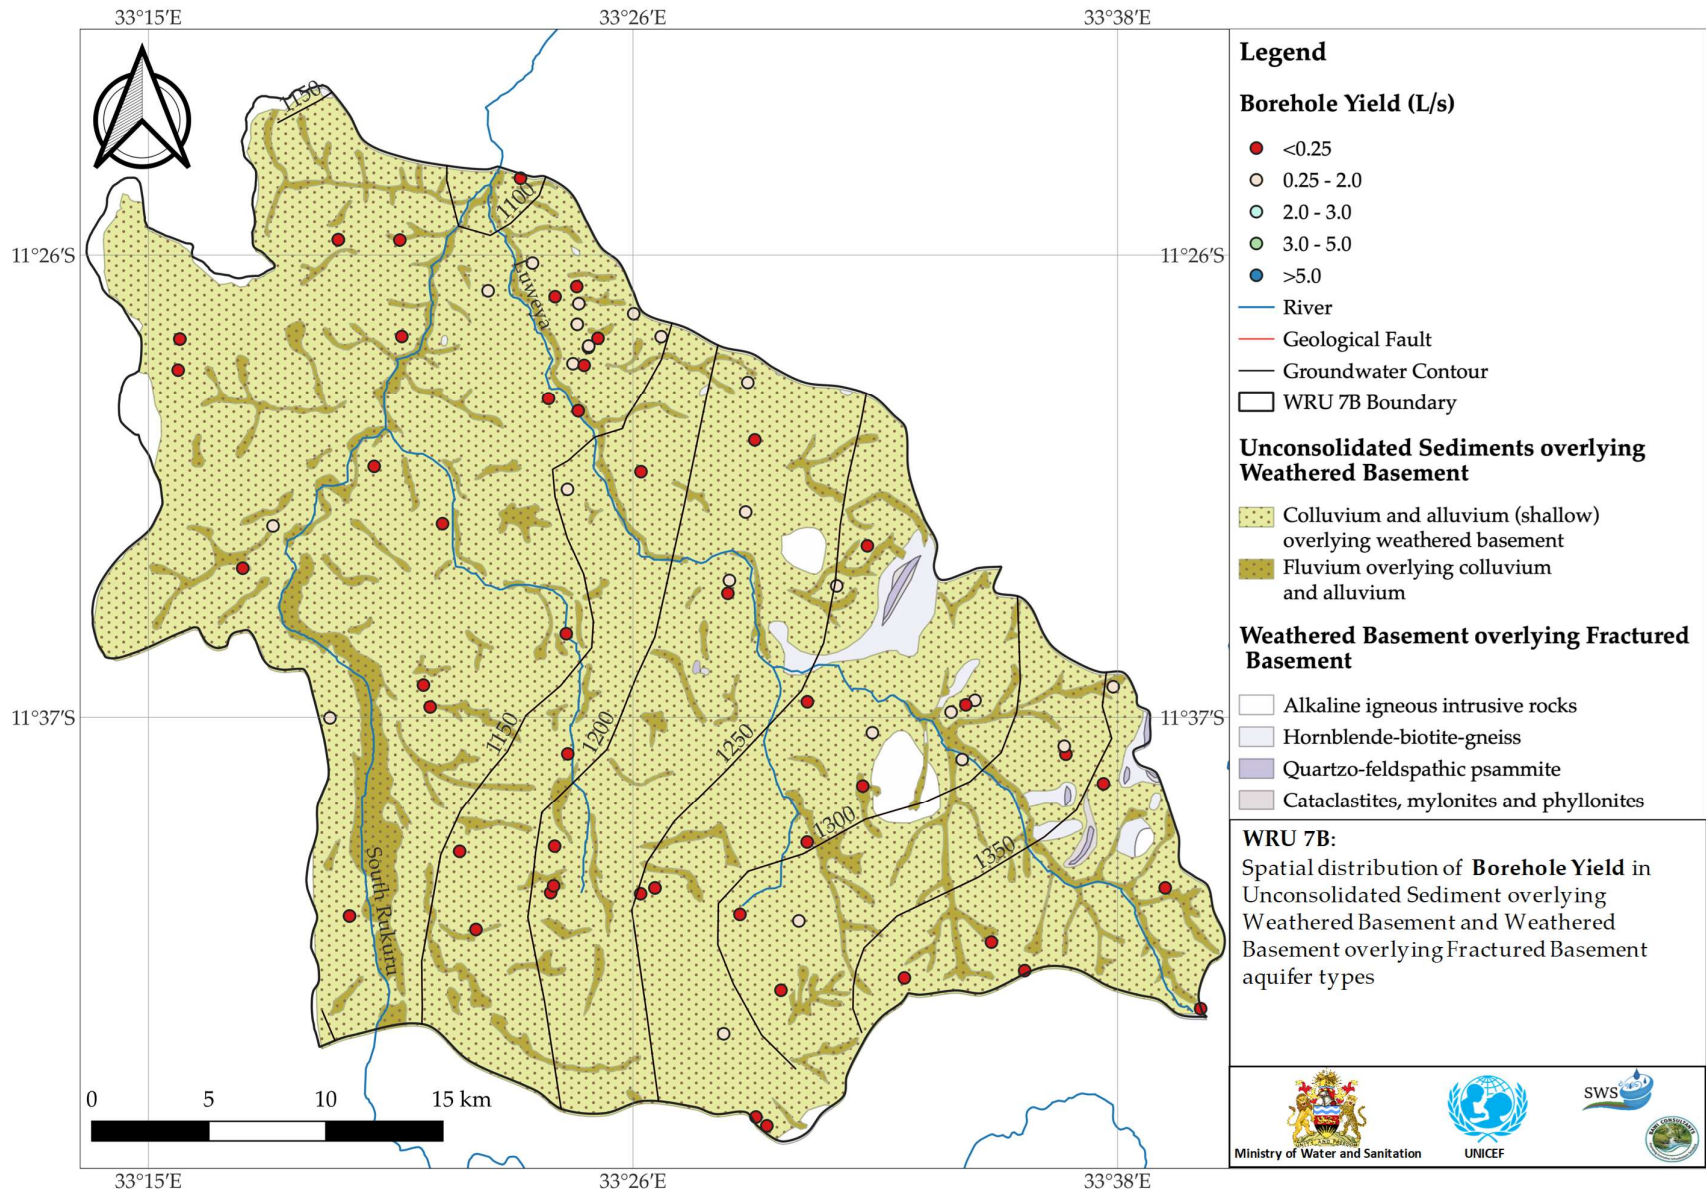 33°15′E 33°26′E 33°38′E
11°26′S 11°26′S
11°37′S 11°37′S
33°15′E 33°26′E 33°38′E
1150
1100
Luweya
1150
1200
1250
1300
1350
South Rukuru
0 5 10 15 km
Legend
Borehole Yield (L/s)
<0.25
0.25 - 2.0
2.0 - 3.0
3.0 - 5.0
>5.0
River
Geological Fault
Groundwater Contour
WRU 7B Boundary
Unconsolidated Sediments overlying
Weathered Basement
Colluvium and alluvium (shallow)
overlying weathered basement
Fluvium overlying colluvium
and alluvium
Weathered Basement overlying Fractured
Basement
Alkaline igneous intrusive rocks
Hornblende-biotite-gneiss
Quartzo-feldspathic psammite
Cataclastites, mylonites and phyllonites
WRU 7B:
Spatial distribution of Borehole Yield in
Unconsolidated Sediment overlying
Weathered Basement and Weathered
Basement overlying Fractured Basement
aquifer types
Ministry of Water and Sanitation
UNICEF
SWS